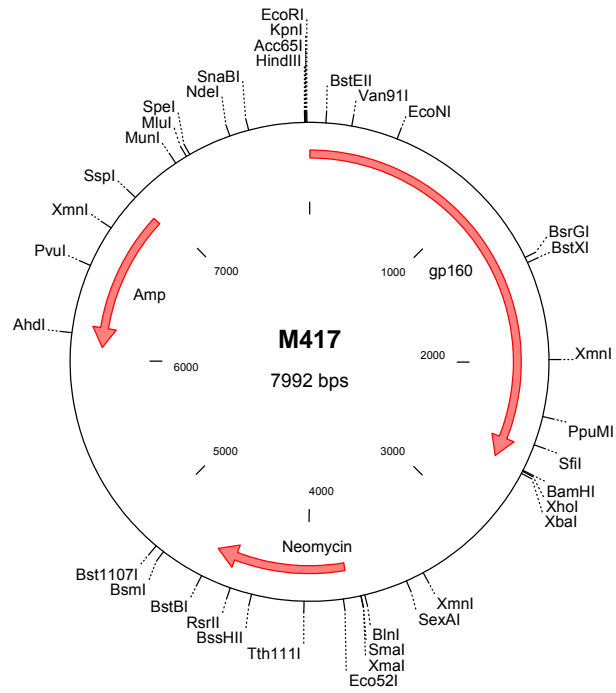 EcoRI
KpnI
Acc65I
HindIII
BstEII
Van91I
EcoNI
BsrGI
BstXI
XmnI
PpuMI
SfiI
BamHI
XhoI
XbaI
XmnI
SexAI
BlnI
SmaI
XmaI
Eco52I
Tth111I
BssHII
RsrII
BstBI
BsmI
Bst1107I
AhdI
PvuI
XmnI
SspI
MunI
MluI
SpeI
NdeI
SnaBI
gp160
Neomycin
Amp
1000
2000
3000
4000
5000
6000
7000
M417
7992 bps